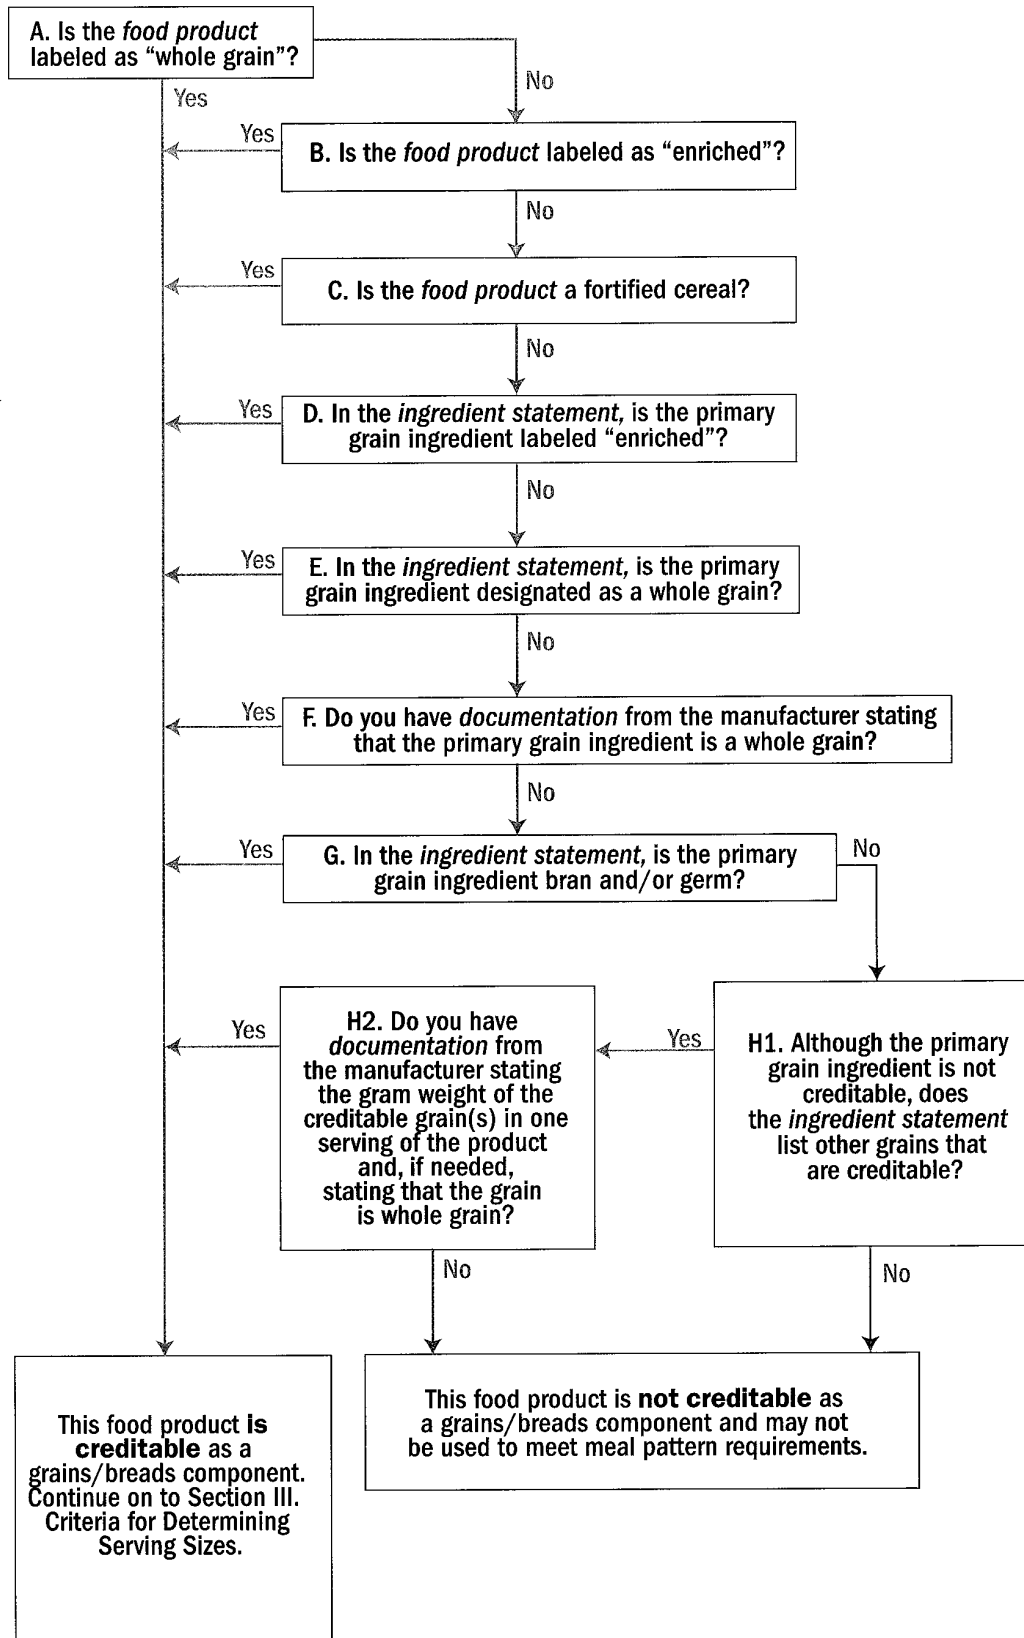 A. Is the food product
labeled as “whole grain”?
No
Yes
Yes
B. Is the food product labeled as “enriched”?
No
Yes
C. Is the food product a fortified cereal?
No
Yes
D. In the ingredient statement, is the primary
grain ingredient labeled “enriched”?
No
Yes
E. In the ingredient statement, is the primary
grain ingredient designated as a whole grain?
No
Yes
F. Do you have documentation from the manufacturer stating
that the primary grain ingredient is a whole grain?
No
Yes
G. In the ingredient statement, is the primary
grain ingredient bran and/or germ?
No
Yes
H2. Do you have
documentation from
the manufacturer stating
the gram weight of the
creditable grain(s) in one
serving of the product
and, if needed,
stating that the grain
is whole grain?
Yes
H1. Although the primary
grain ingredient is not
creditable, does
the ingredient statement
list other grains that
are creditable?
No
No
This food product is
creditable as a
grains/breads component.
Continue on to Section III.
Criteria for Determining
Serving Sizes.
This food product is not creditable as
a grains/breads component and may not
be used to meet meal pattern requirements.